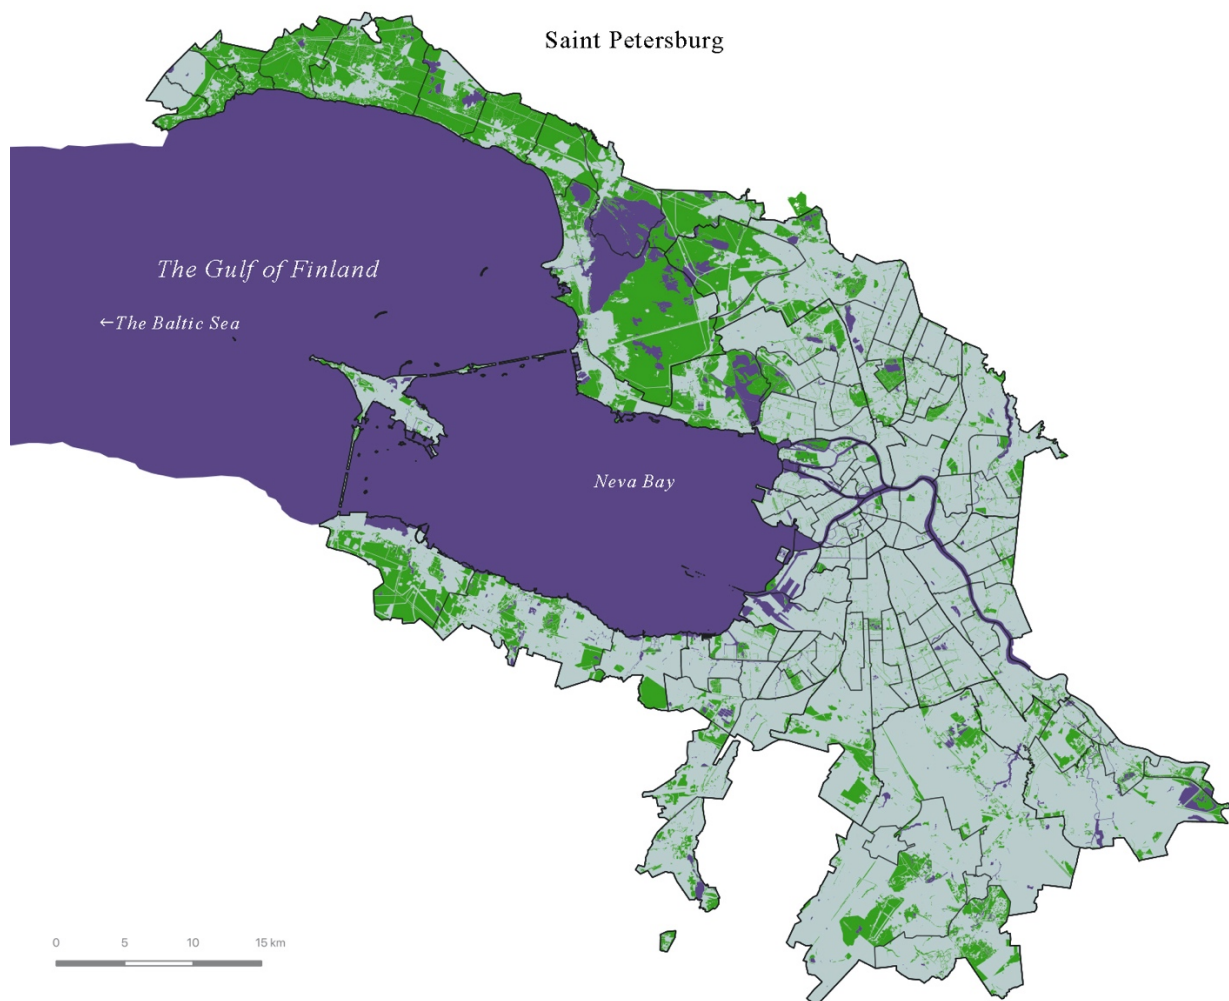 Saint Petersburg
The Gulf of Finland
←The Baltic Sea
Neva Bay
0 5 10 15 km